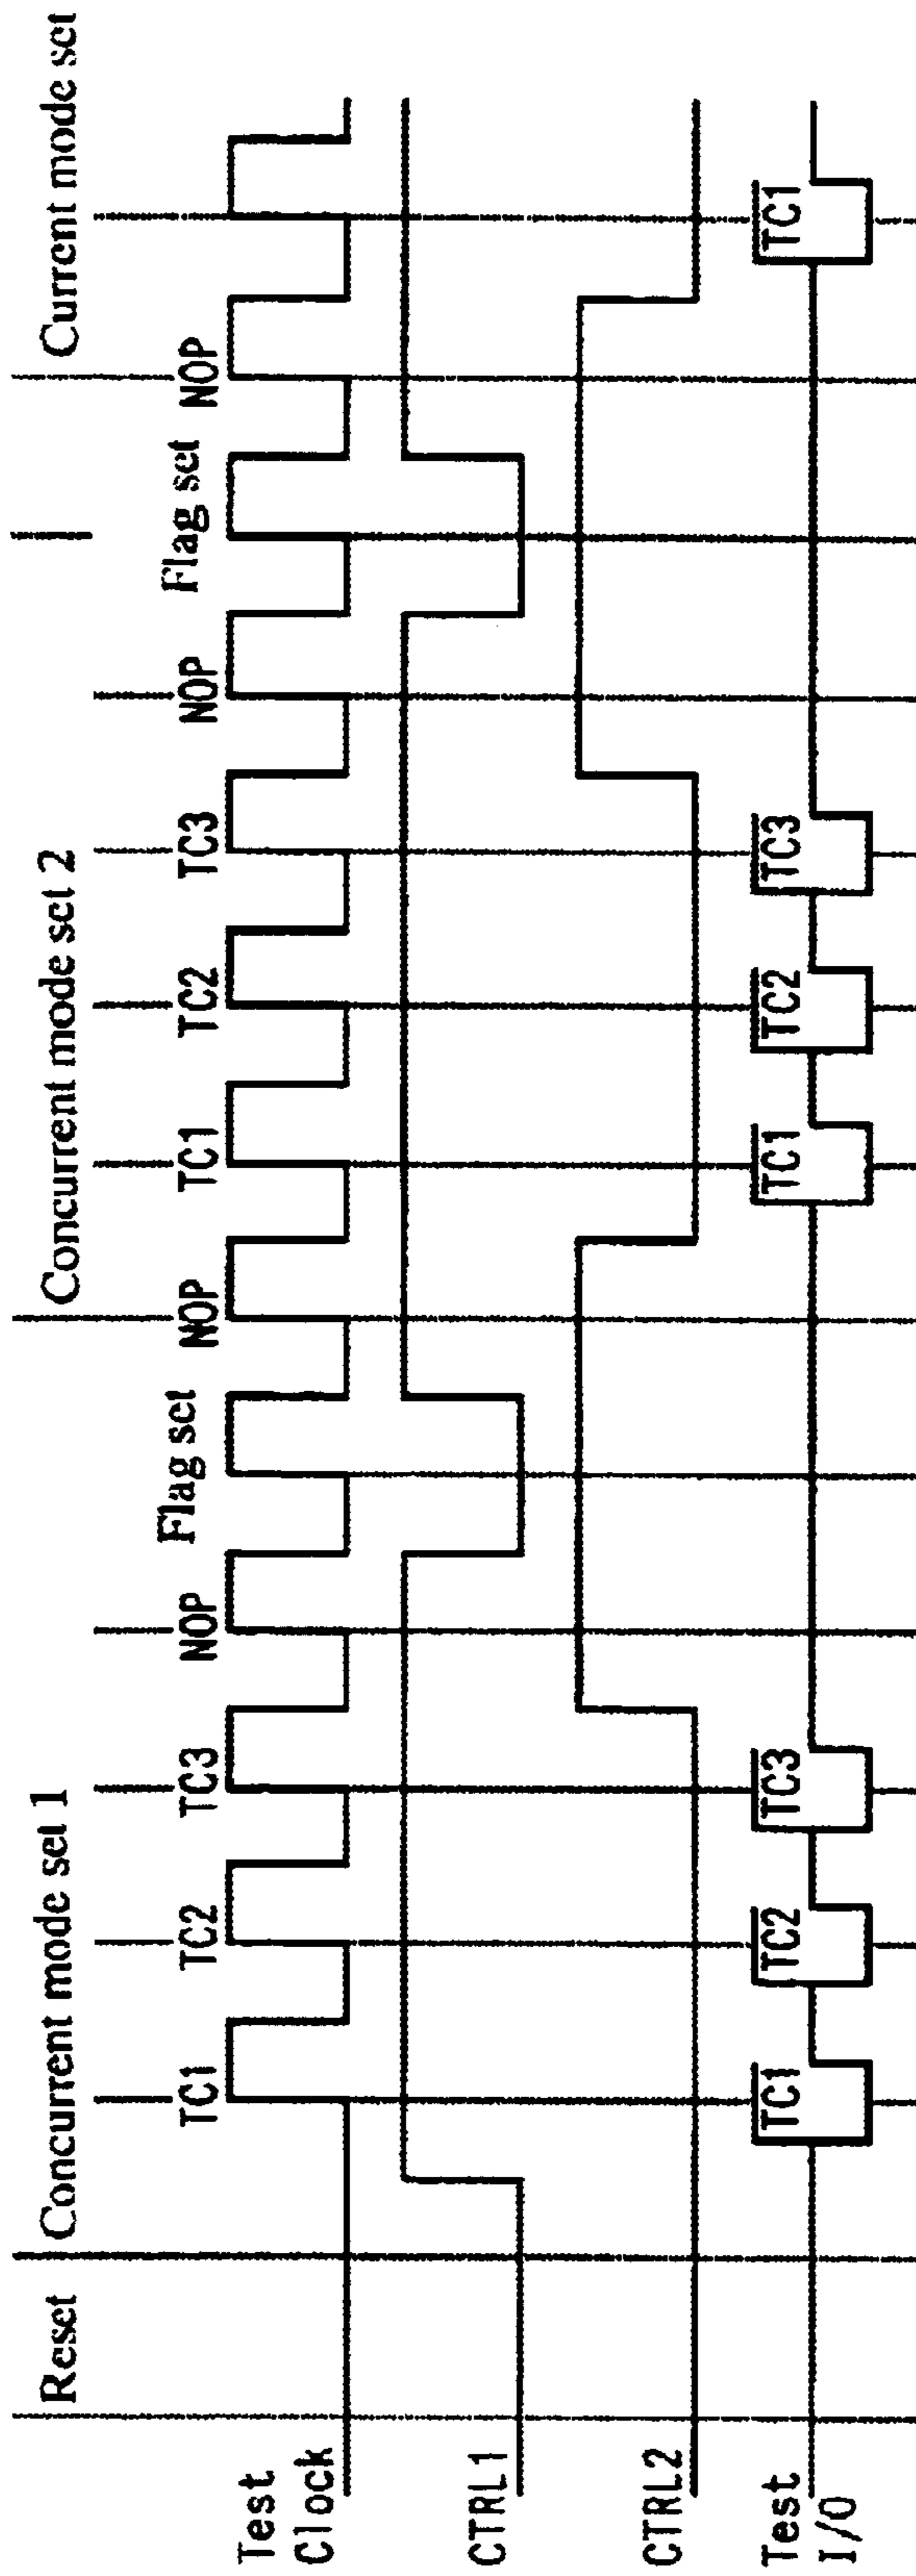 Reset
Concurrent mode set 1
Concurrent mode set 2
Current mode set
TC1
TC2
TC3
NOP
Flag set
NOP
TC1
TC2
TC3
NOP
Flag set
NOP
Test
Clock
CTRL1
CTRL2
Test
I/O
TC1
TC2
TC3
TC1
TC2
TC3
TC1